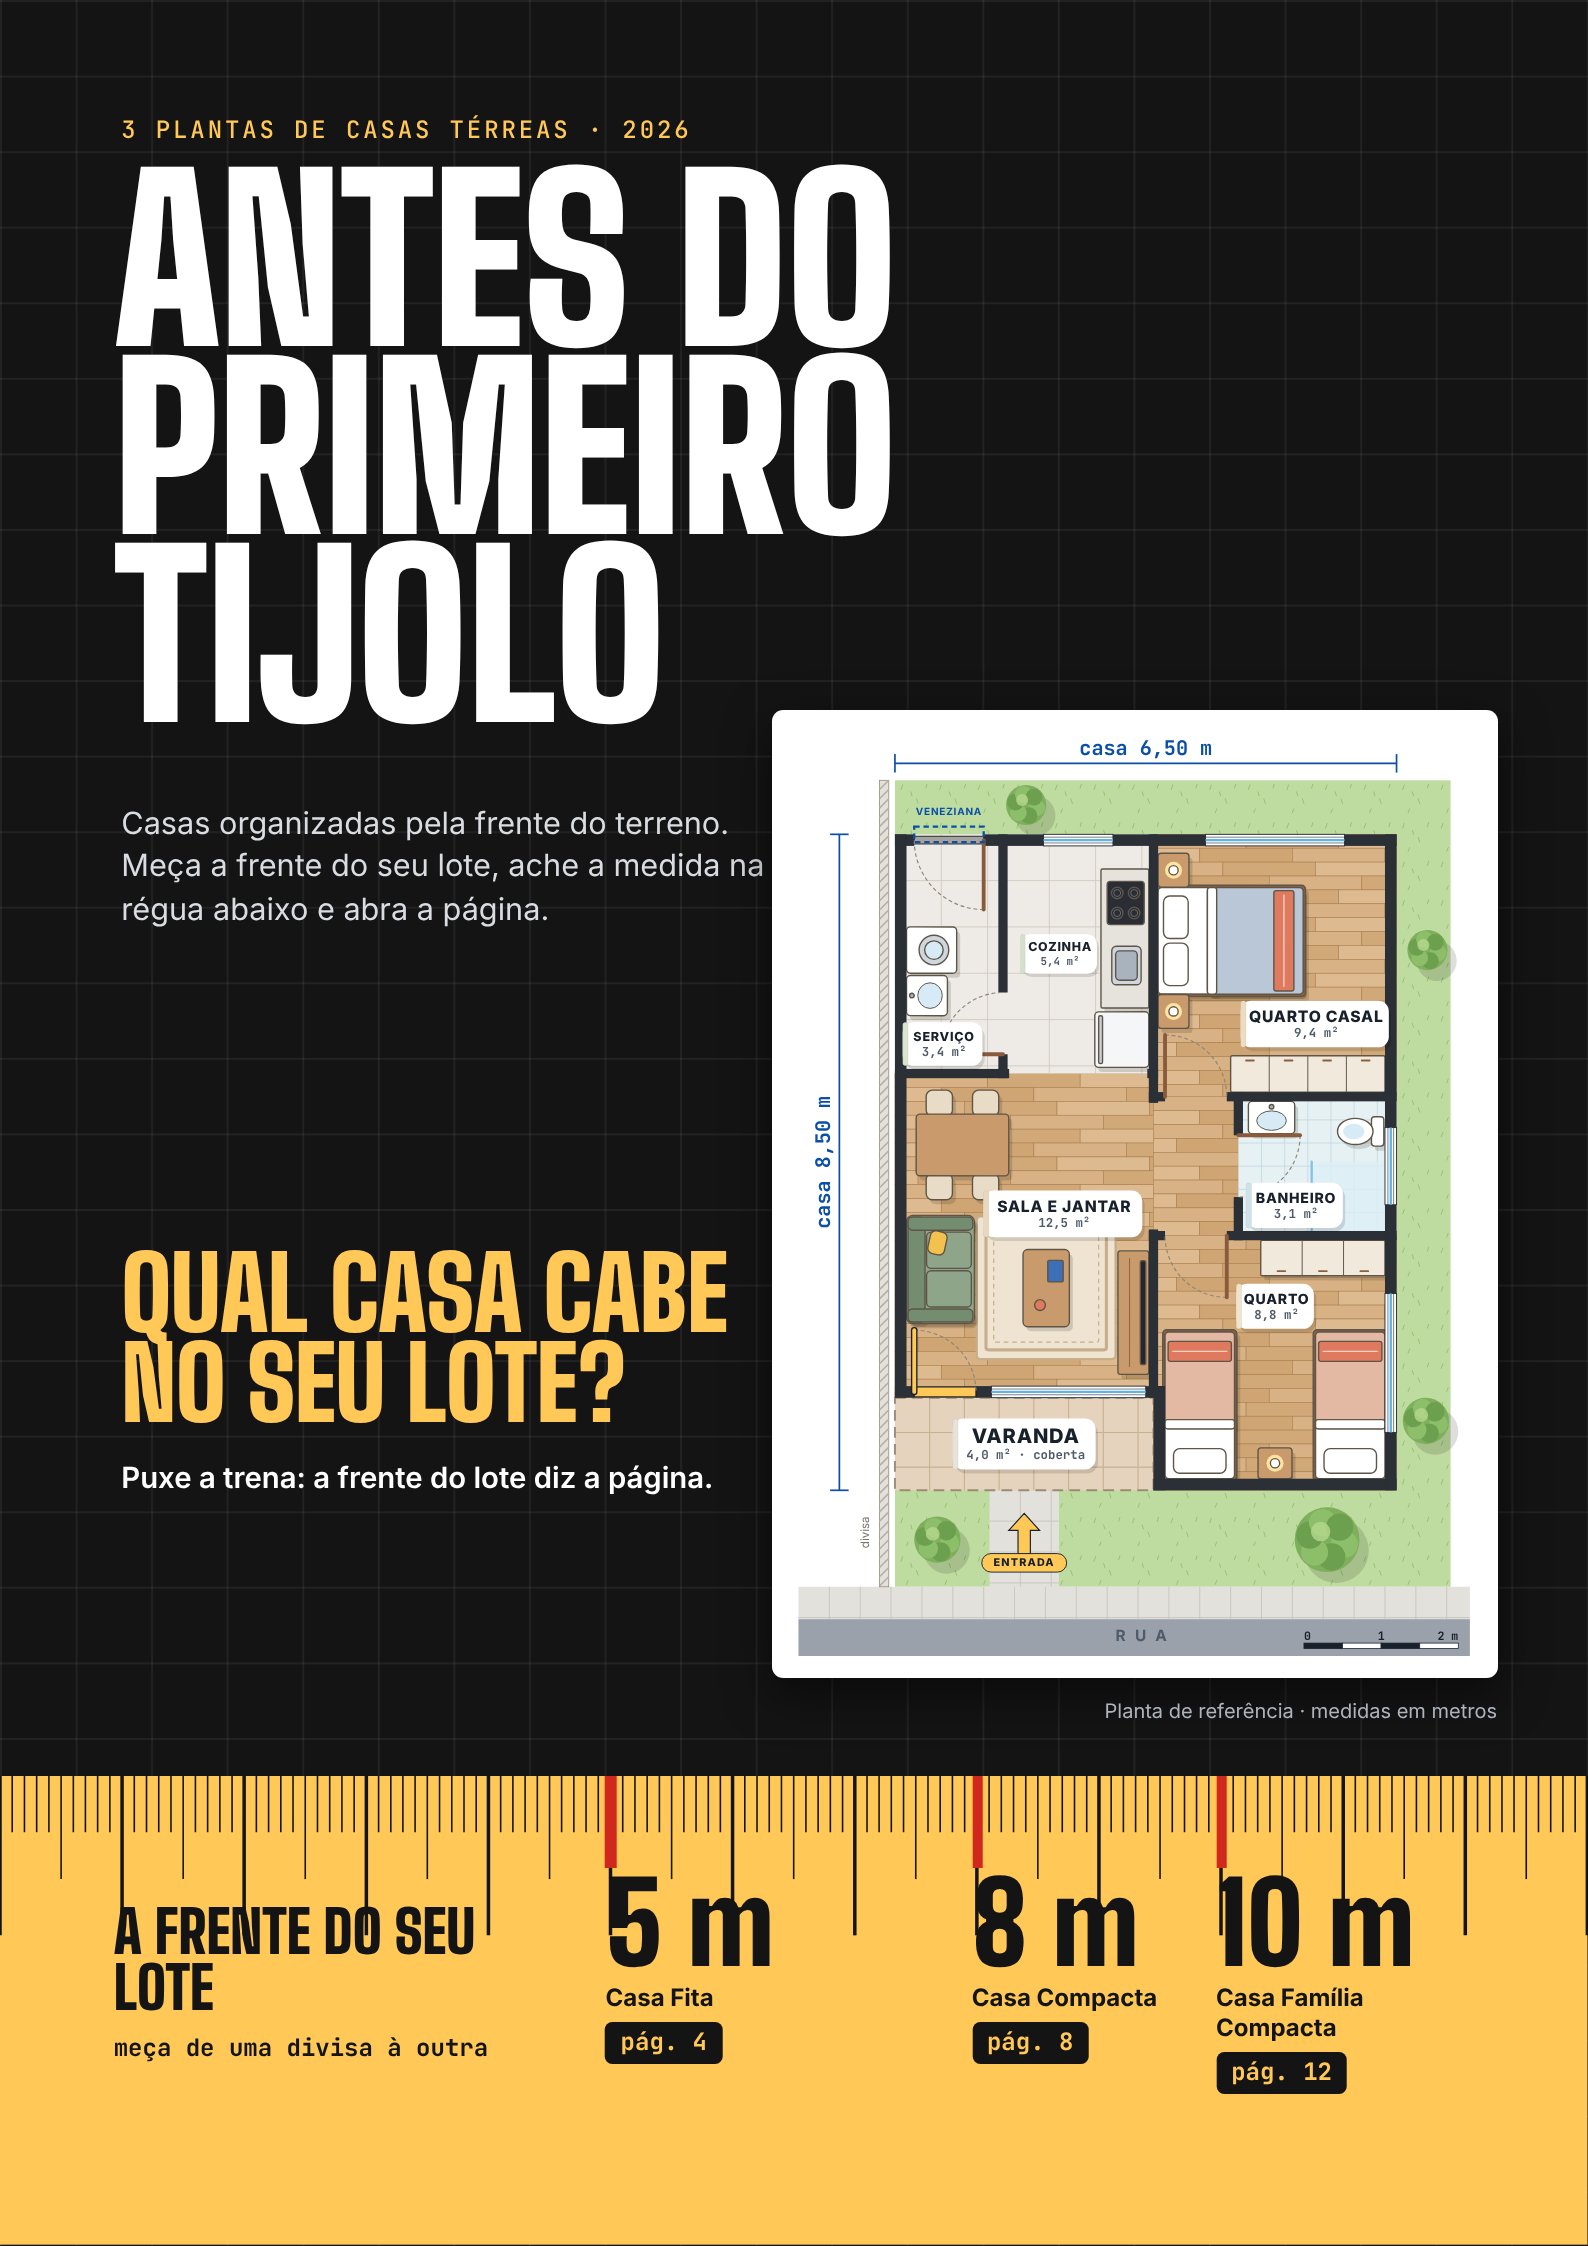 3 PLANTAS DE CASAS TÉRREAS · 2026
ANTES DO
PRIMEIRO
TIJOLO
Casas organizadas pela frente do terreno.
Meça a frente do seu lote, ache a medida na
régua abaixo e abra a página.
QUAL CASA CABE
NO SEU LOTE?
Puxe a trena: a frente do lote diz a página.
casa 6,50 m
VENEZIANA
COZINHA
5,4 m²
QUARTO CASAL
9,4 m²
SERVIÇO
3,4 m²
casa 8,50 m
BANHEIRO
3,1 m²
SALA E JANTAR
12,5 m²
QUARTO
8,8 m²
VARANDA
4,0 m² · coberta
divisa
ENTRADA
RUA
0 1 2 m
Planta de referência · medidas em metros
A FRENTE DO SEU
LOTE
meça de uma divisa à outra
5 m
Casa Fita
pág. 4
8 m
Casa Compacta
pág. 8
10 m
Casa Família
Compacta
pág. 12